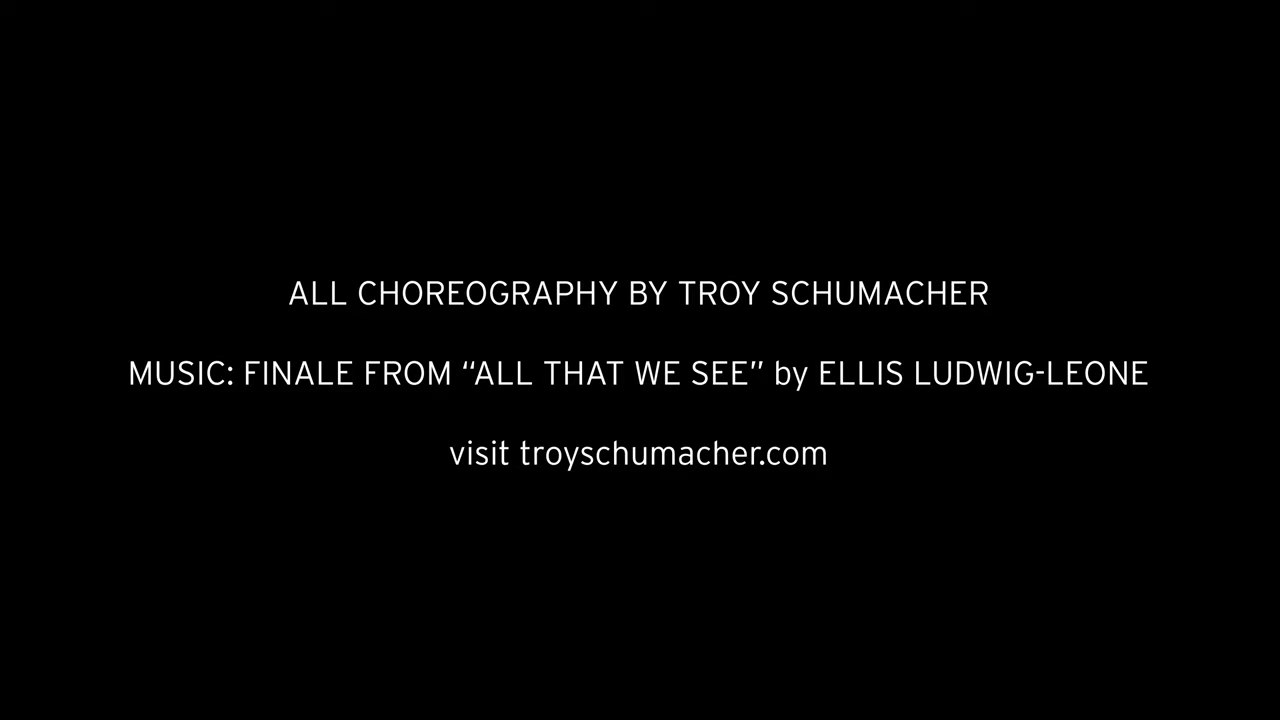 ALL CHOREOGRAPHY BY TROY SCHUMACHER
MUSIC: FINALE FROM “ALL THAT WE SEE” by ELLIS LUDWIG-LEONE
visit troyschumacher.com